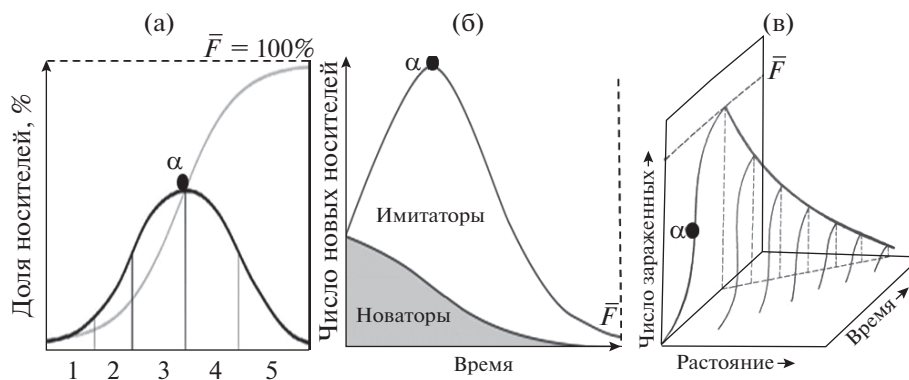 (а)
F̅ = 100%
Доля носителей, %
α
1 2 3 4 5
(б)
α
Число новых носителей
Имитаторы
Новаторы
F̅
Время
(в)
F̅
Число зараженных
α
Время
Растояние